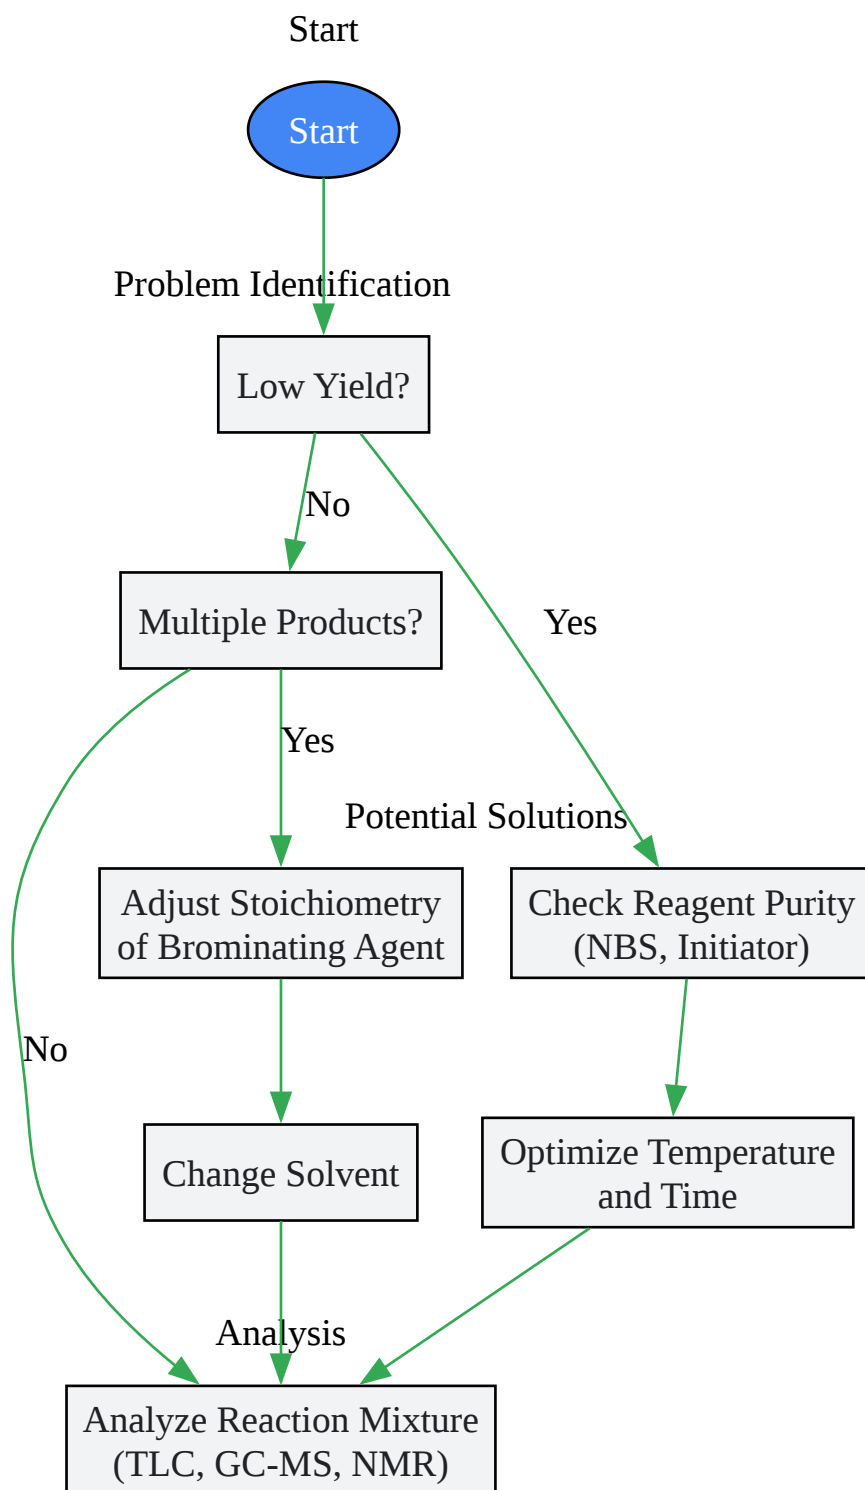 Start
Start
Problem Identification
Low Yield?
No
Multiple Products?
Yes
Yes
Potential Solutions
Adjust Stoichiometry
of Brominating Agent
Check Reagent Purity
(NBS, Initiator)
No
Change Solvent
Optimize Temperature
and Time
Analysis
Analyze Reaction Mixture
(TLC, GC-MS, NMR)